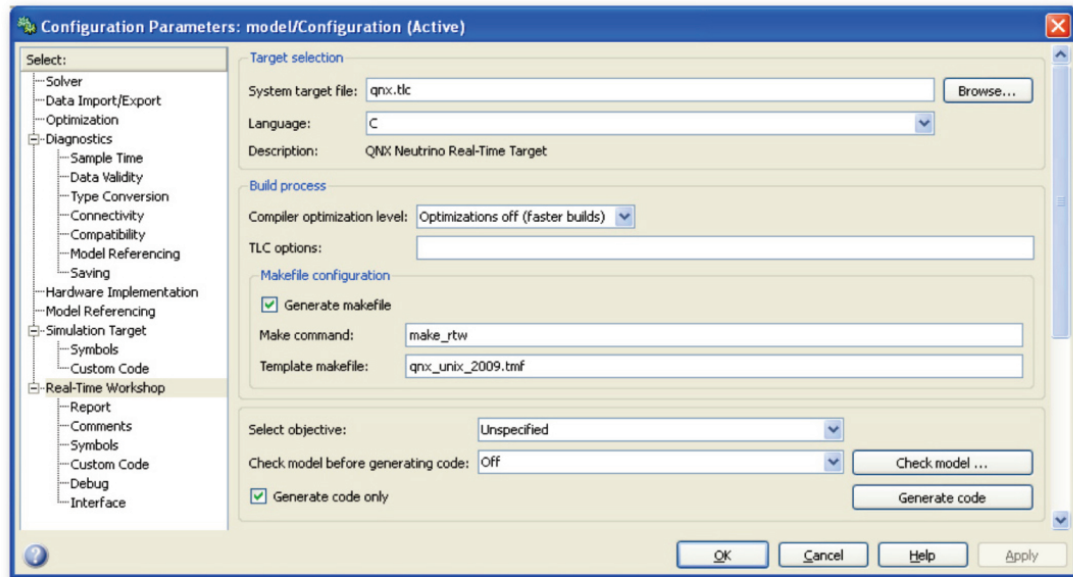 Configuration Parameters: model/Configuration (Active)
Select:
Solver
Data Import/Export
Optimization
Diagnostics
Sample Time
Data Validity
Type Conversion
Connectivity
Compatibility
Model Referencing
Saving
Hardware Implementation
Model Referencing
Simulation Target
Symbols
Custom Code
Real-Time Workshop
Report
Comments
Symbols
Custom Code
Debug
Interface
Target selection
System target file: qnx.tlc Browse...
Language: C
Description: QNX Neutrino Real-Time Target
Build process
Compiler optimization level: Optimizations off (faster builds)
TLC options:
Makefile configuration
Generate makefile
Make command: make_rtw
Template makefile: qnx_unix_2009.tmf
Select objective: Unspecified
Check model before generating code: Off Check model ...
Generate code only Generate code
OK Cancel Help Apply